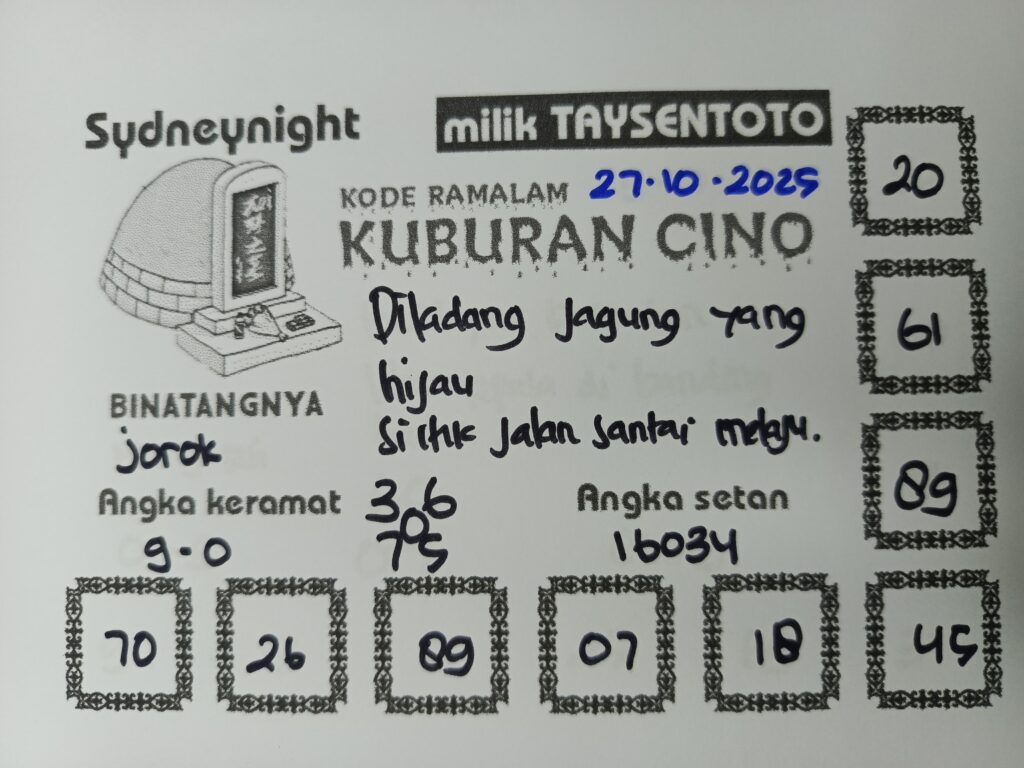 Sydneynight
milik TAYSENTOTO
KODE RAMALAM 27.10.2025
KUBURAN CINO
Diladang jagung yang
hijau
si itik jalan santai melaju.
BINATANGNYA
jorok
Angka keramat
9-0
3 6
0
7 5
Angka setan
16034
20
61
89
70 26 89 07 18 45